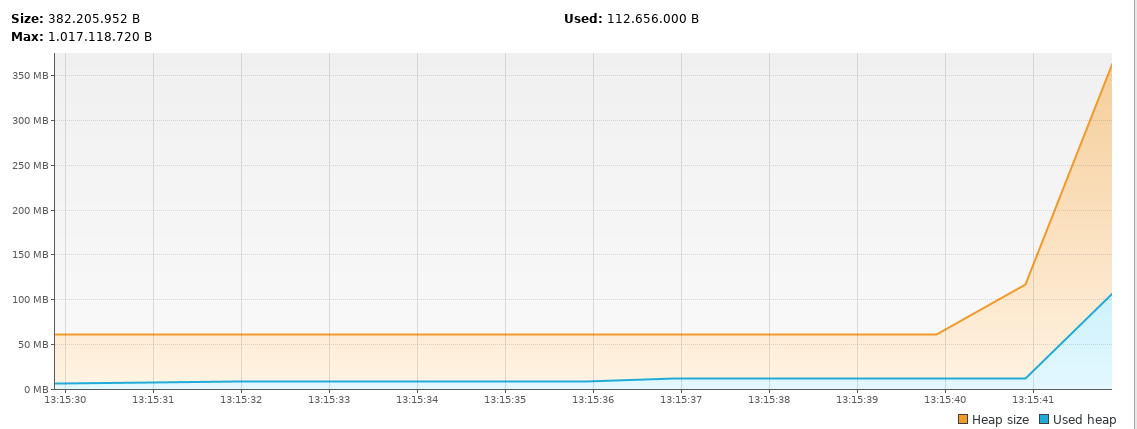 Size: 382.205.952 B
Used: 112.656.000 B
Max: 1.017.118.720 B
350 MB
300 MB
250 MB
200 MB
150 MB
100 MB
50 MB
0 MB
13:15:30 13:15:31 13:15:32 13:15:33 13:15:34 13:15:35 13:15:36 13:15:37 13:15:38 13:15:39 13:15:40 13:15:41
Heap size Used heap